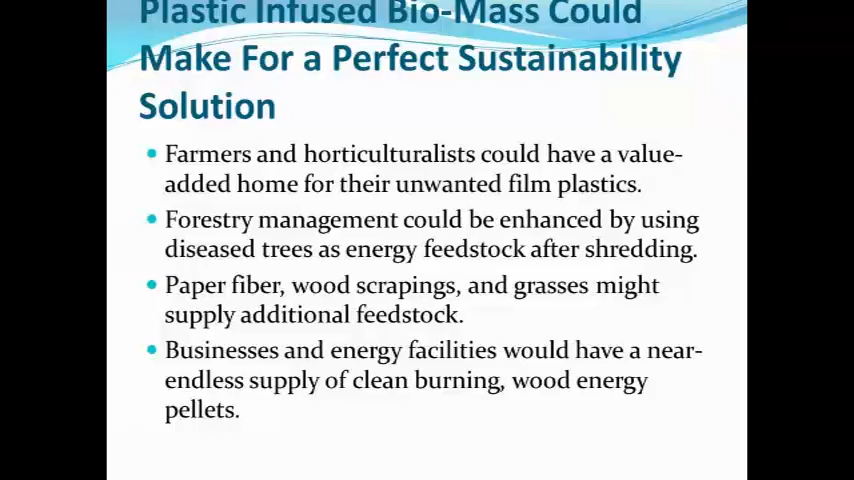 Plastic Infused Bio-Mass Could
Make For a Perfect Sustainability
Solution
• Farmers and horticulturalists could have a value-
added home for their unwanted film plastics.
• Forestry management could be enhanced by using
diseased trees as energy feedstock after shredding.
• Paper fiber, wood scrapings, and grasses might
supply additional feedstock.
• Businesses and energy facilities would have a near-
endless supply of clean burning, wood energy
pellets.